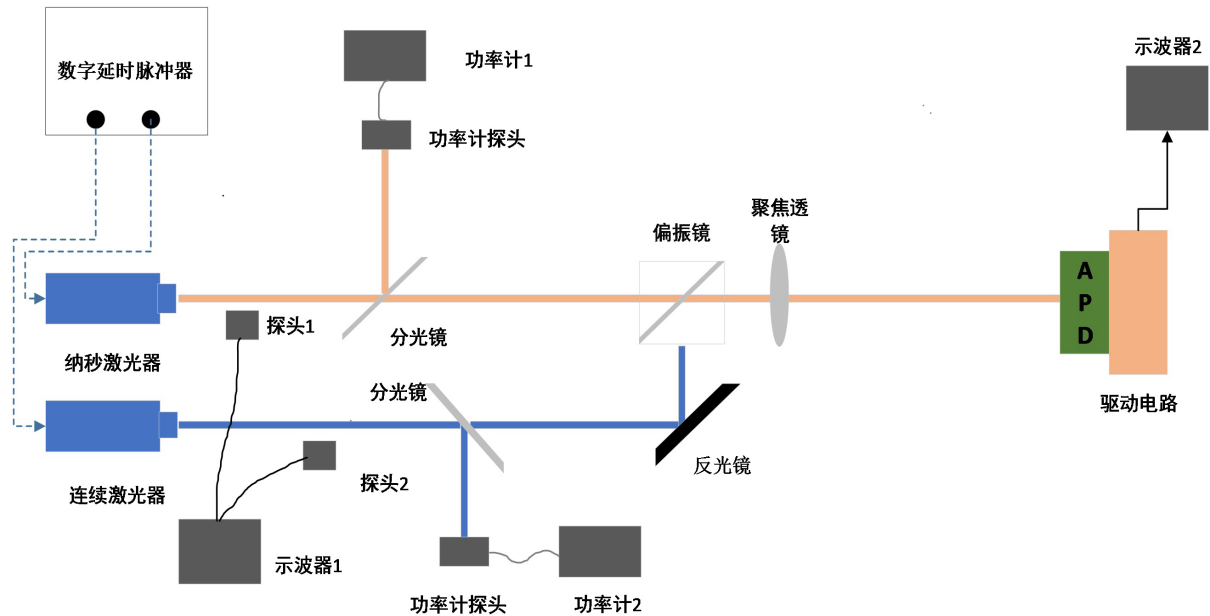 数字延时脉冲器
功率计1
功率计探头
示波器2
聚焦透
镜
偏振镜
A
P
D
探头1
分光镜
纳秒激光器
分光镜
驱动电路
反光镜
探头2
连续激光器
示波器1
功率计探头
功率计2